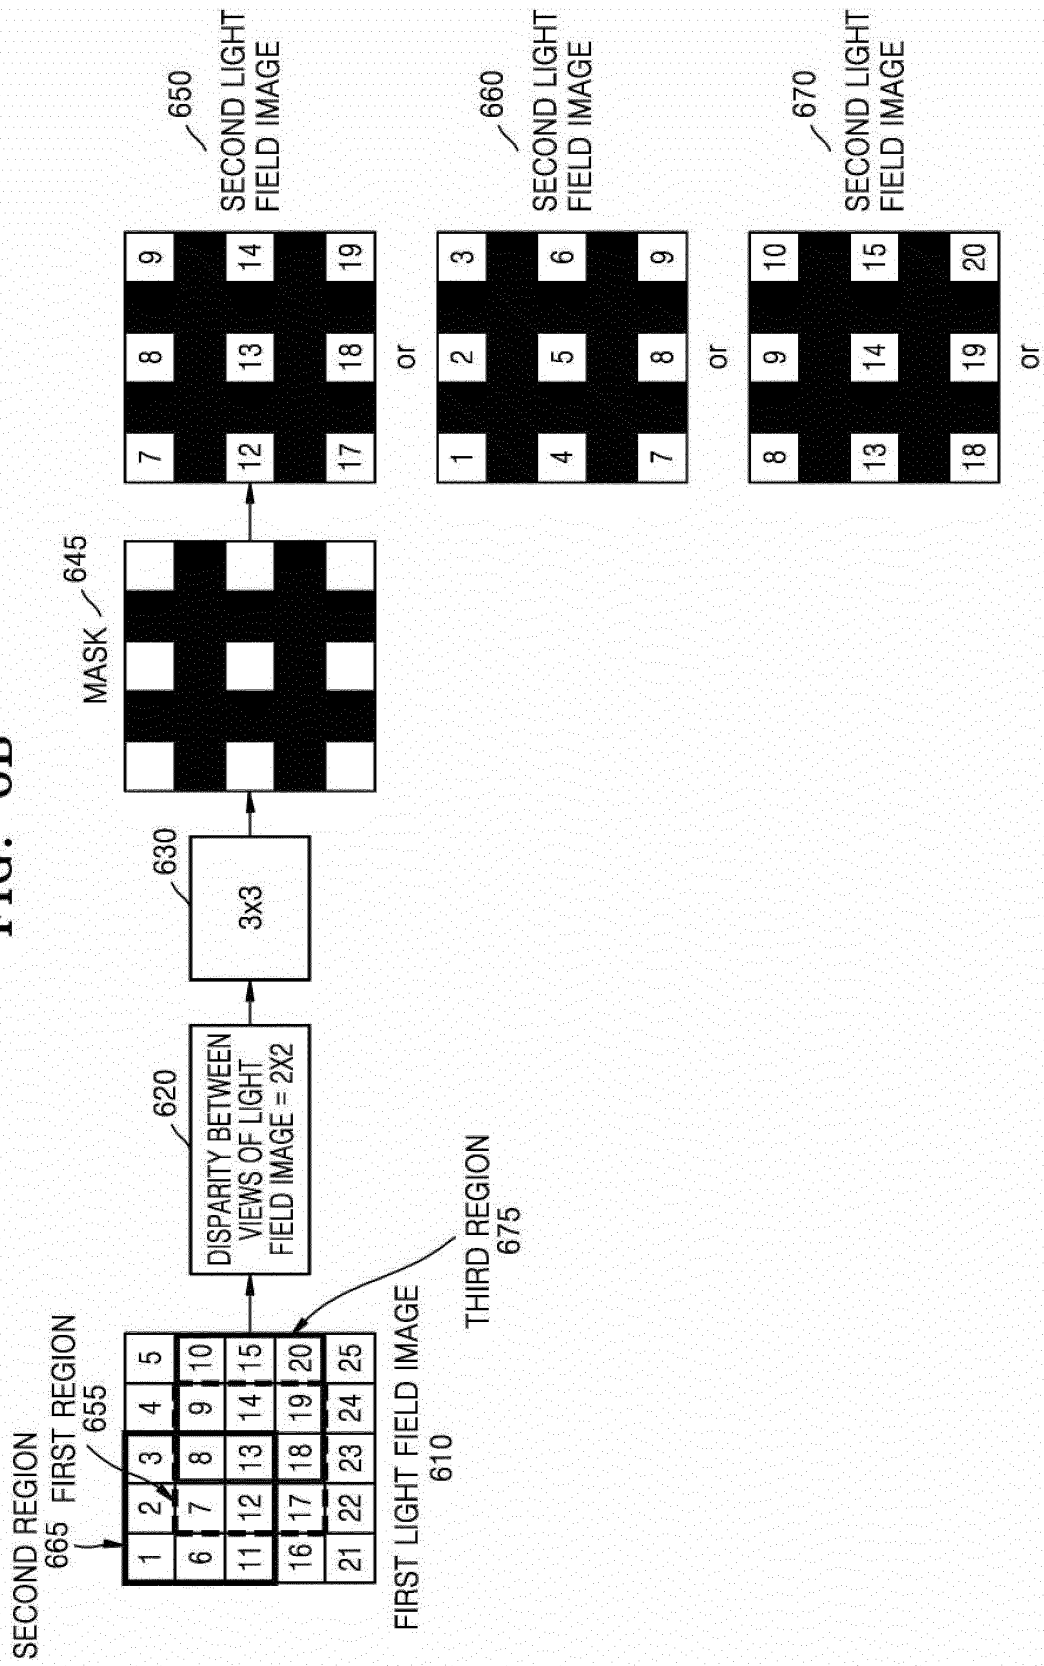 FIG. 6B
SECOND REGION
665
FIRST REGION
655
1 2 3 4 5
6 7 8 9 10
11 12 13 14 15
16 17 18 19 20
21 22 23 24 25
FIRST LIGHT FIELD IMAGE
610
THIRD REGION
675
620
DISPARITY BETWEEN
VIEWS OF LIGHT
FIELD IMAGE = 2X2
630
3x3
MASK
645
7 8 9
12 13 14
17 18 19
650
SECOND LIGHT
FIELD IMAGE
or
1 2 3
4 5 6
7 8 9
660
SECOND LIGHT
FIELD IMAGE
or
8 9 10
13 14 15
18 19 20
670
SECOND LIGHT
FIELD IMAGE
or